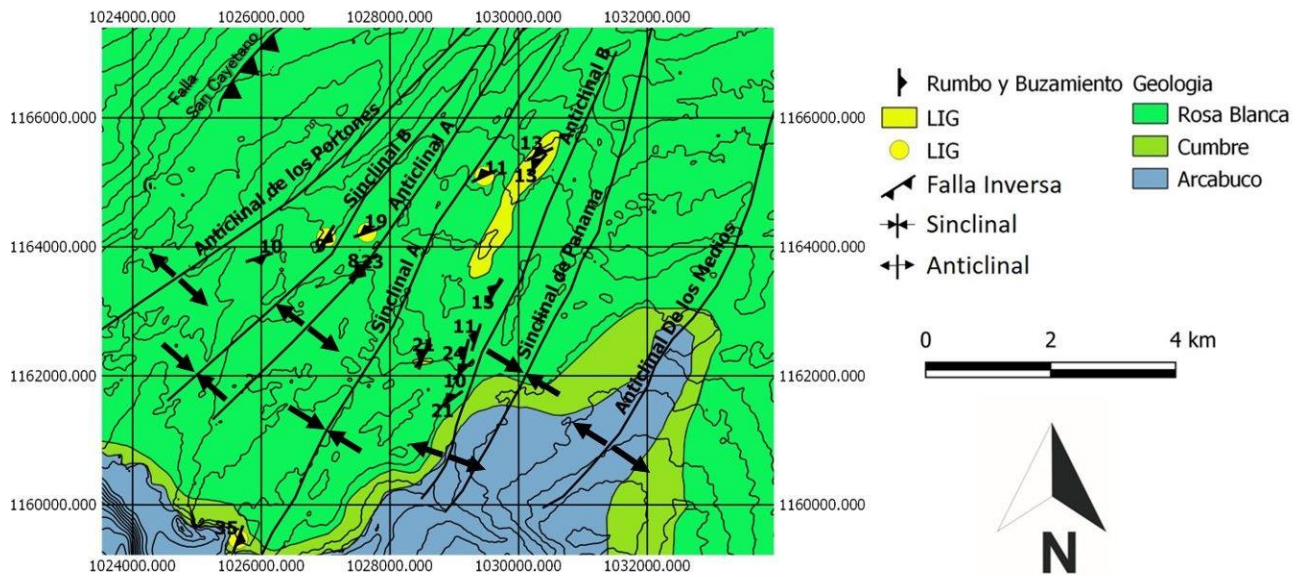 1024000.000 1026000.000 1028000.000 1030000.000 1032000.000
Falla
San Cayetano
Anticlinal de los Portones
Sinclinal B
Anticlinal A
Sinclinal A
Anticlinal B
Sinclinal de Panama
Anticlinal De los Medios
1166000.000 1166000.000
1164000.000 1164000.000
1162000.000 1162000.000
1160000.000 1160000.000
13
11
13
19
10
8
23
15
11
21
24
10
21
35
1024000.000 1026000.000 1028000.000 1030000.000 1032000.000
Rumbo y Buzamiento
LIG
LIG
Falla Inversa
Sinclinal
Anticlinal
Geologia
Rosa Blanca
Cumbre
Arcabuco
0 2 4 km
N